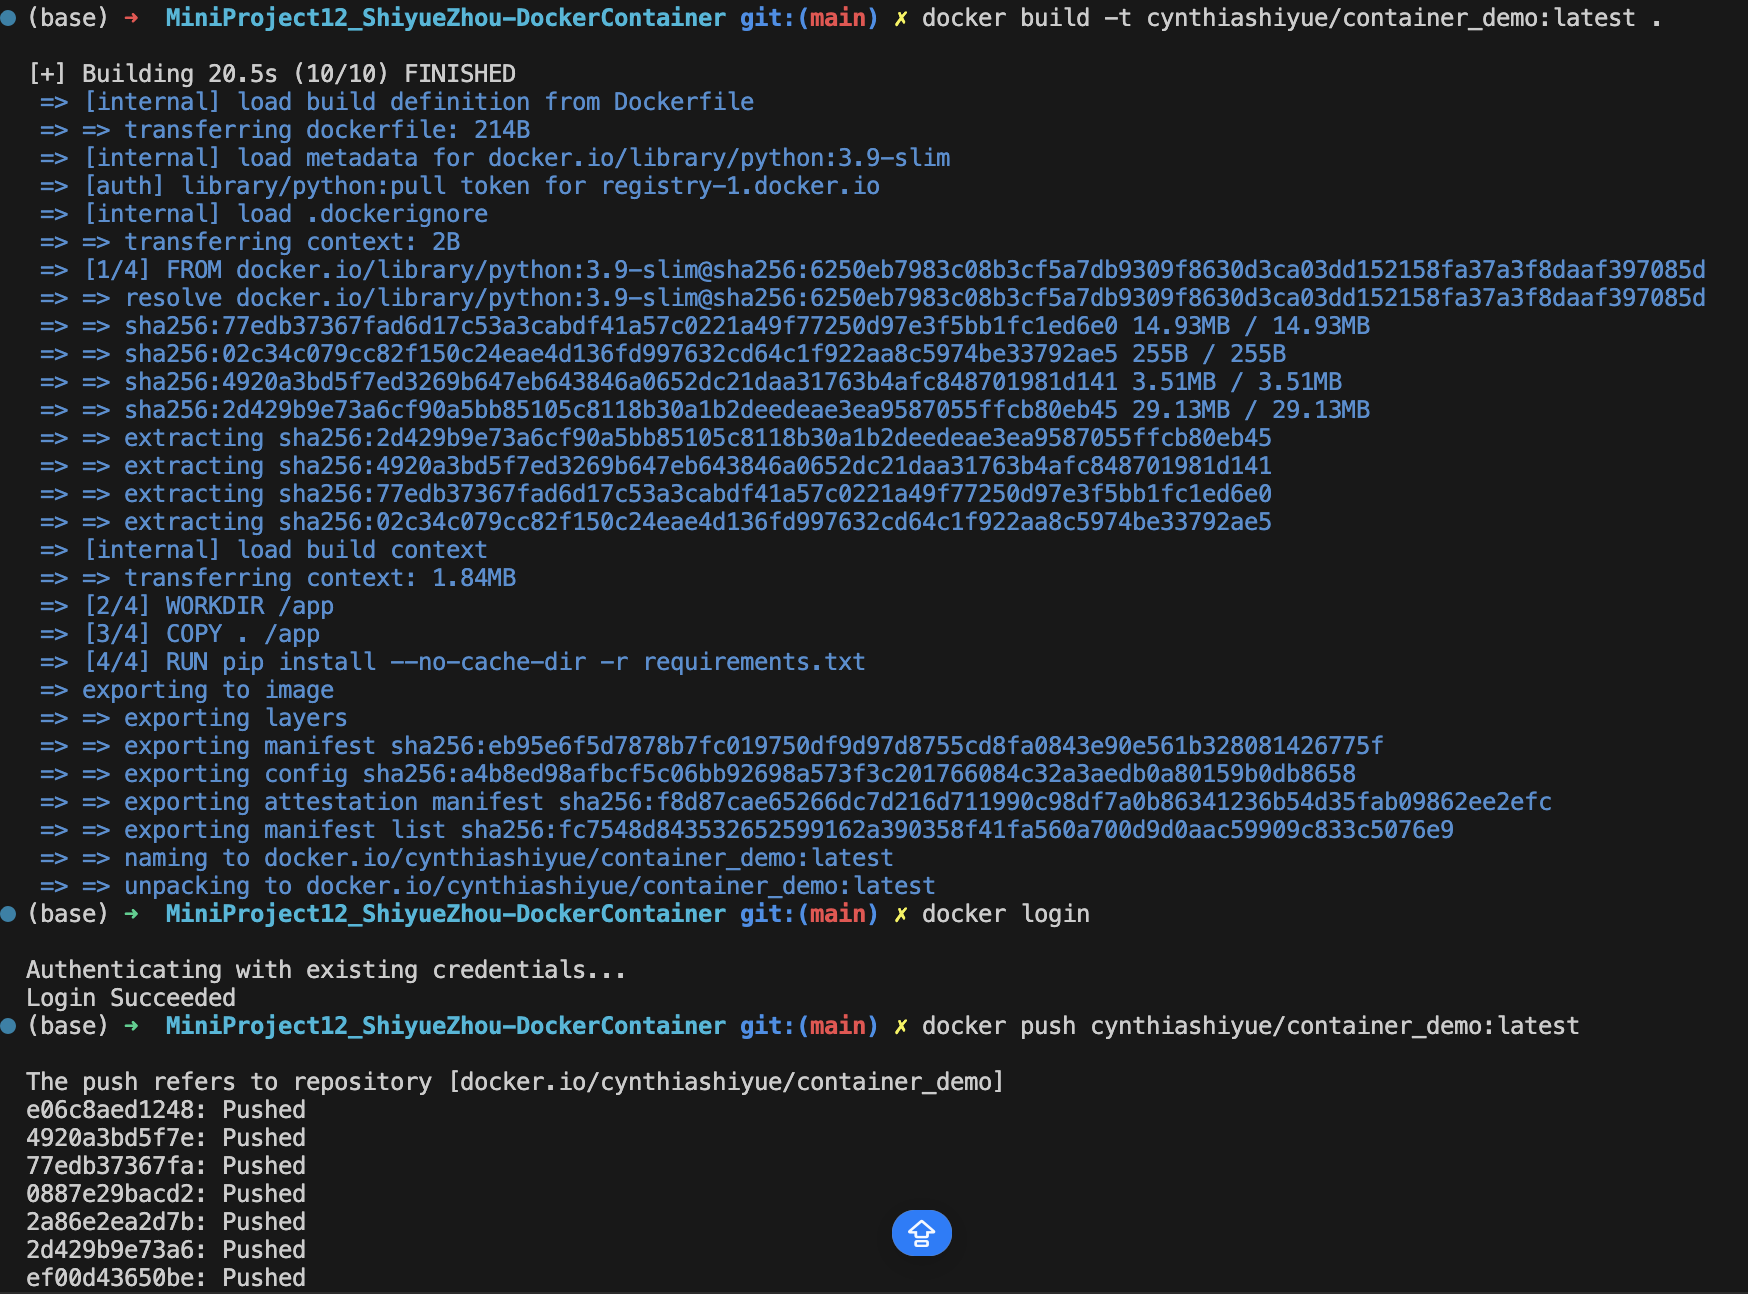 (base) ➜  MiniProject12_ShiyueZhou-DockerContainer git:(main) ✗ docker build -t cynthiashiyue/container_demo:latest .
[+] Building 20.5s (10/10) FINISHED
=> [internal] load build definition from Dockerfile
=> => transferring dockerfile: 214B
=> [internal] load metadata for docker.io/library/python:3.9-slim
=> [auth] library/python:pull token for registry-1.docker.io
=> [internal] load .dockerignore
=> => transferring context: 2B
=> [1/4] FROM docker.io/library/python:3.9-slim@sha256:6250eb7983c08b3cf5a7db9309f8630d3ca03dd152158fa37a3f8daaf397085d
=> => resolve docker.io/library/python:3.9-slim@sha256:6250eb7983c08b3cf5a7db9309f8630d3ca03dd152158fa37a3f8daaf397085d
=> => sha256:77edb37367fad6d17c53a3cabdf41a57c0221a49f77250d97e3f5bb1fc1ed6e0 14.93MB / 14.93MB
=> => sha256:02c34c079cc82f150c24eae4d136fd997632cd64c1f922aa8c5974be33792ae5 255B / 255B
=> => sha256:4920a3bd5f7ed3269b647eb643846a0652dc21daa31763b4afc848701981d141 3.51MB / 3.51MB
=> => sha256:2d429b9e73a6cf90a5bb85105c8118b30a1b2deedeae3ea9587055ffcb80eb45 29.13MB / 29.13MB
=> => extracting sha256:2d429b9e73a6cf90a5bb85105c8118b30a1b2deedeae3ea9587055ffcb80eb45
=> => extracting sha256:4920a3bd5f7ed3269b647eb643846a0652dc21daa31763b4afc848701981d141
=> => extracting sha256:77edb37367fad6d17c53a3cabdf41a57c0221a49f77250d97e3f5bb1fc1ed6e0
=> => extracting sha256:02c34c079cc82f150c24eae4d136fd997632cd64c1f922aa8c5974be33792ae5
=> [internal] load build context
=> => transferring context: 1.84MB
=> [2/4] WORKDIR /app
=> [3/4] COPY . /app
=> [4/4] RUN pip install --no-cache-dir -r requirements.txt
=> exporting to image
=> => exporting layers
=> => exporting manifest sha256:eb95e6f5d7878b7fc019750df9d97d8755cd8fa0843e90e561b328081426775f
=> => exporting config sha256:a4b8ed98afbcf5c06bb92698a573f3c201766084c32a3aedb0a80159b0db8658
=> => exporting attestation manifest sha256:f8d87cae65266dc7d216d711990c98df7a0b86341236b54d35fab09862ee2efc
=> => exporting manifest list sha256:fc7548d843532652599162a390358f41fa560a700d9d0aac59909c833c5076e9
=> => naming to docker.io/cynthiashiyue/container_demo:latest
=> => unpacking to docker.io/cynthiashiyue/container_demo:latest
(base) ➜  MiniProject12_ShiyueZhou-DockerContainer git:(main) ✗ docker login
Authenticating with existing credentials...
Login Succeeded
(base) ➜  MiniProject12_ShiyueZhou-DockerContainer git:(main) ✗ docker push cynthiashiyue/container_demo:latest
The push refers to repository [docker.io/cynthiashiyue/container_demo]
e06c8aed1248: Pushed
4920a3bd5f7e: Pushed
77edb37367fa: Pushed
0887e29bacd2: Pushed
2a86e2ea2d7b: Pushed
2d429b9e73a6: Pushed
ef00d43650be: Pushed